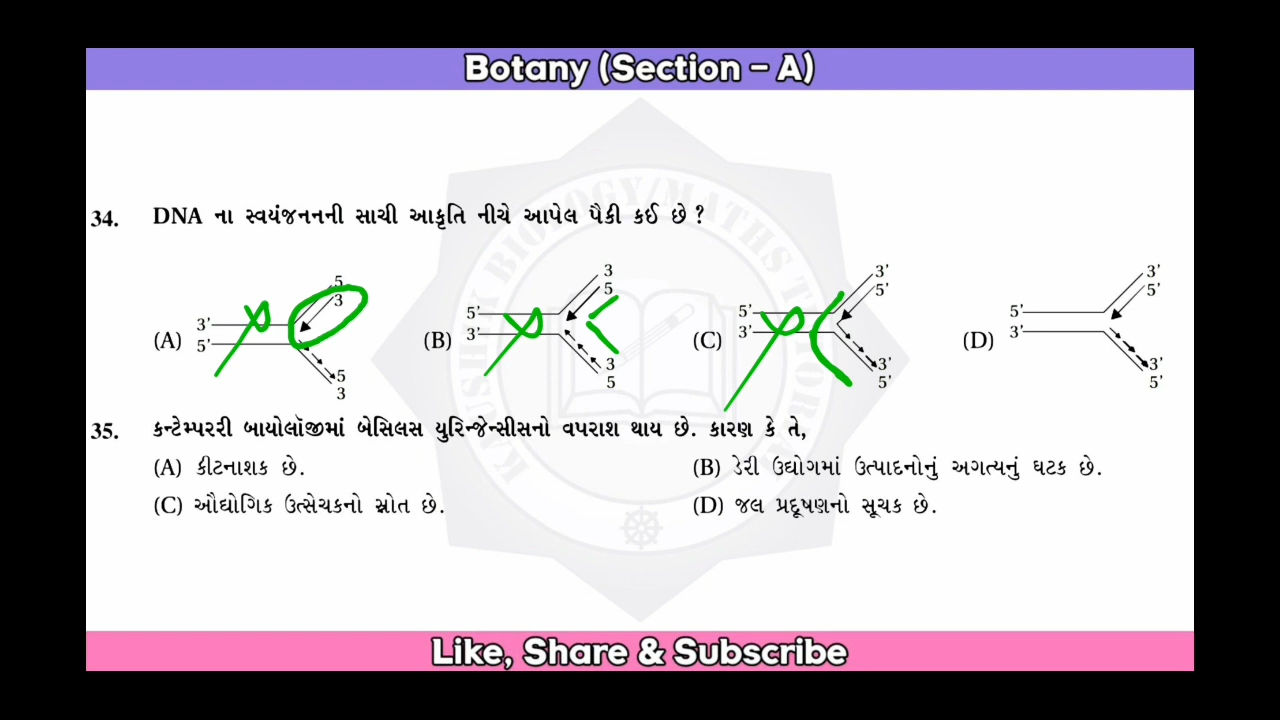 Botany (Section – A)
34. DNA ના સ્વયંજનનની સાચી આકૃતિ નીચે આપેલ પૈકી કઈ છે ?
(A) 3' 5' 5 3 5 3
(B) 5' 3' 3 5 3 5
(C) 5' 3' 3' 5' 3' 5'
(D) 5' 3' 3' 5' 3' 5'
35. કન્ટેમ્પરરી બાયોલૉજીમાં બેસિલસ યુરિન્જેન્સીસનો વપરાશ થાય છે. કારણ કે તે,
(A) કીટનાશક છે. (B) ડેરી ઉદ્યોગમાં ઉત્પાદનોનું અગત્યનું ઘટક છે.
(C) ઔદ્યોગિક ઉત્સેચકનો સ્રોત છે. (D) જલ પ્રદૂષણનો સૂચક છે.
Like, Share & Subscribe